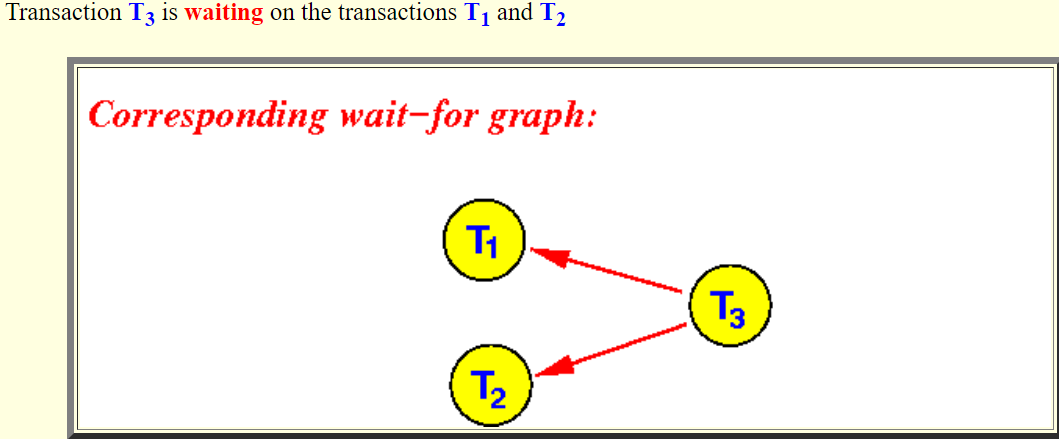 Transaction T3 is waiting on the transactions T1 and T2
Corresponding wait-for graph:
T1
T3
T2